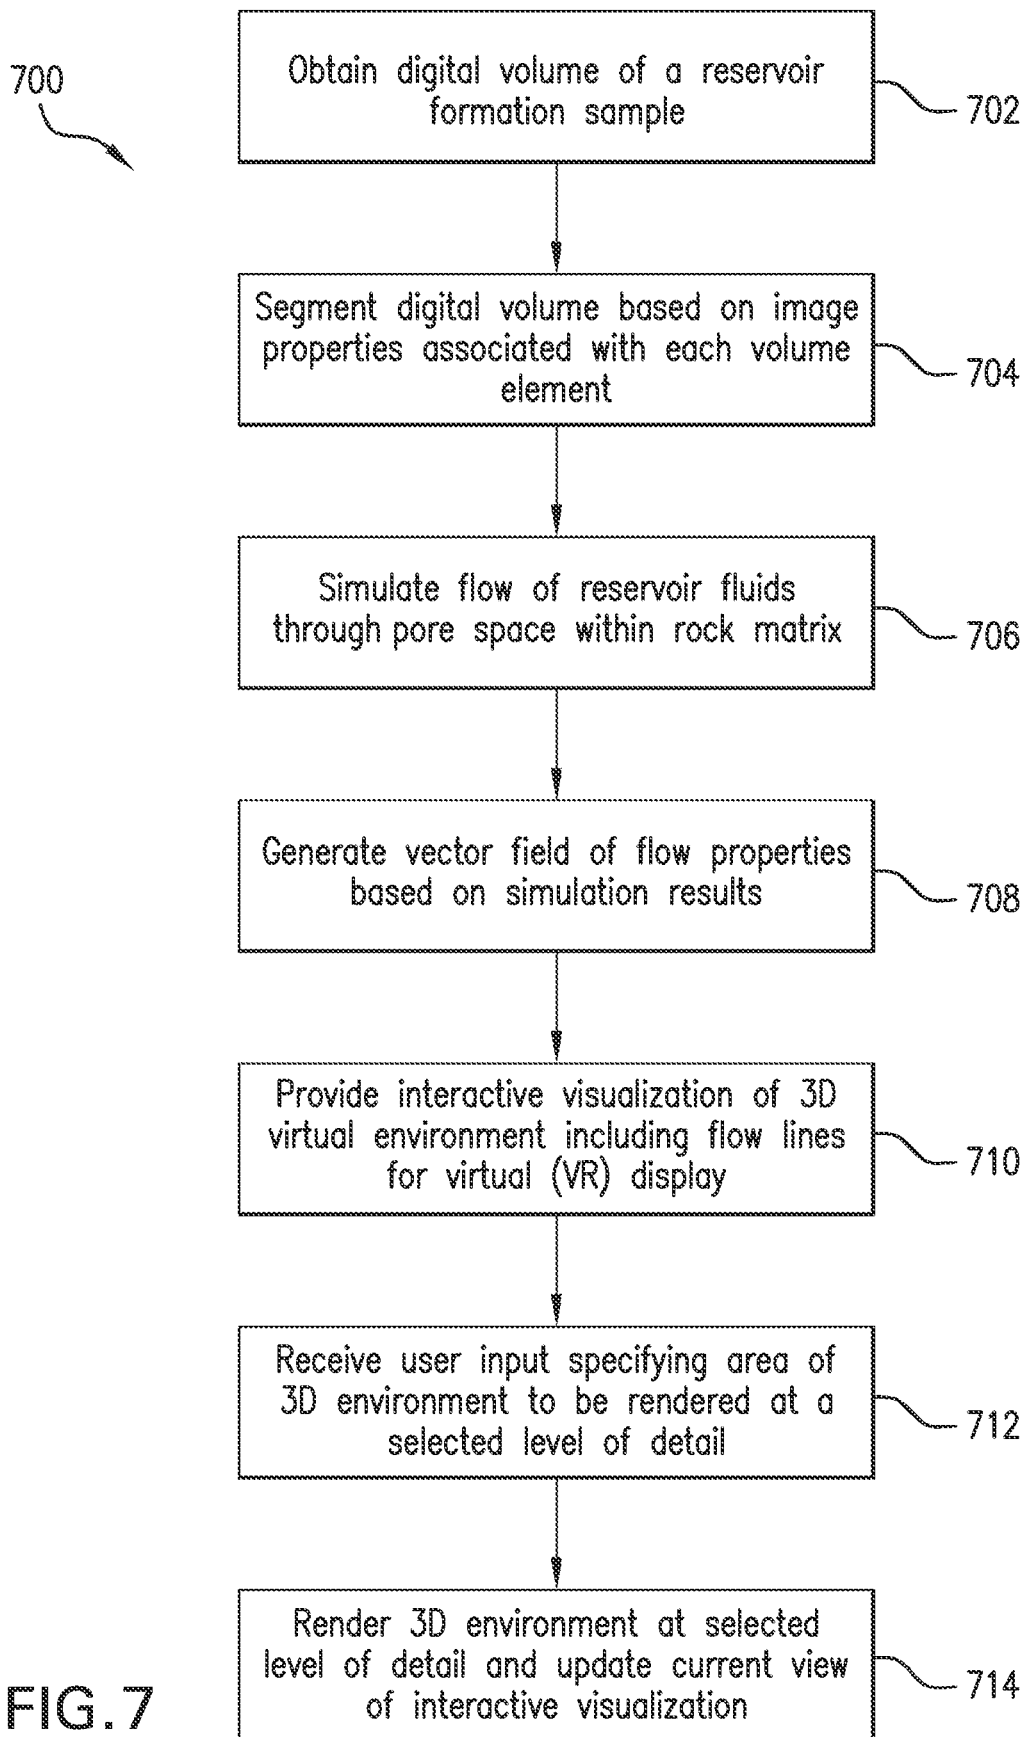 700
Obtain digital volume of a reservoir
formation sample
702
Segment digital volume based on image
properties associated with each volume
element
704
Simulate flow of reservoir fluids
through pore space within rock matrix
706
Generate vector field of flow properties
based on simulation results
708
Provide interactive visualization of 3D
virtual environment including flow lines
for virtual (VR) display
710
Receive user input specifying area of
3D environment to be rendered at a
selected level of detail
712
Render 3D environment at selected
level of detail and update current view
of interactive visualization
714
FIG.7